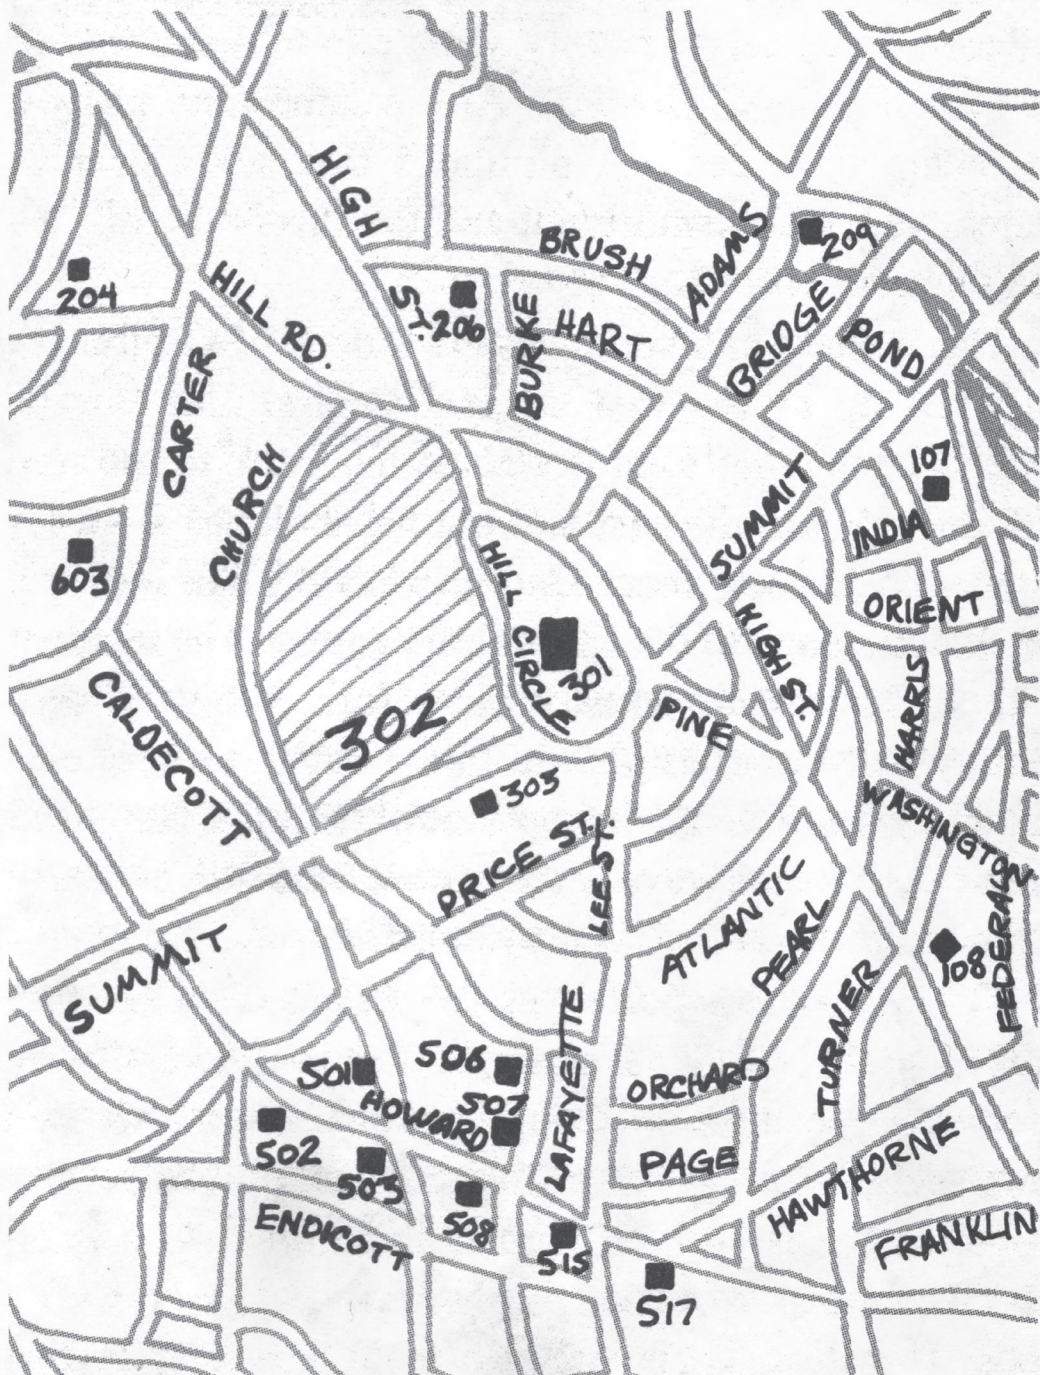 HIGH
ST.
BRUSH
ADAMS
209
204
HILL RD.
206
BURKE
HART
BRIDGE
POND
CARTER
CHURCH
107
SUMMIT
INDIA
603
HILL
CIRCLE
301
ORIENT
HIGH ST.
HARRIS
CALDECOTT
302
PINE
303
WASHINGTON
PRICE ST.
LEE ST.
ATLANTIC
PEARL
FEDERAL
108
SUMMIT
TURNER
LAFAYETTE
501
506
507
HOWARD
ORCHARD
502
503
PAGE
HAWTHORNE
508
ENDICOTT
515
FRANKLIN
517